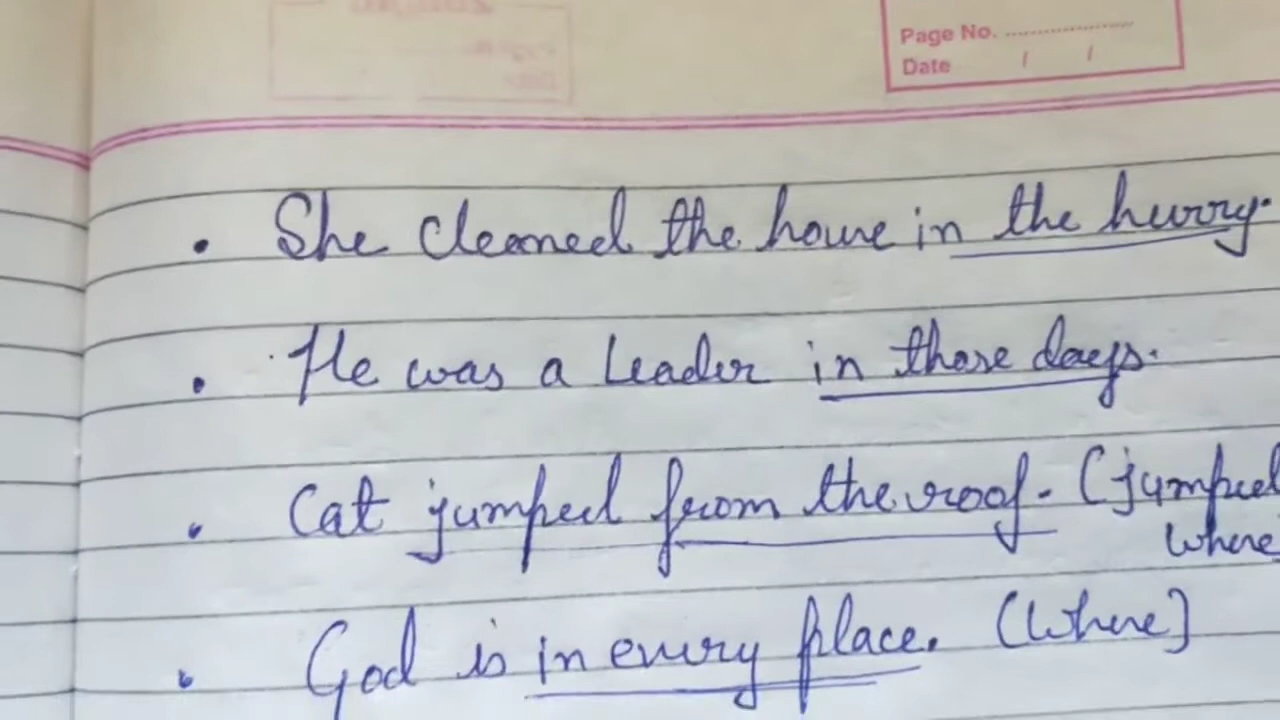 Page No. ....................
Date / /
• She cleaned the house in the hurry.
• He was a leader in those days.
• Cat jumped from the roof. (jumped
where
• God is in every place. (Where)